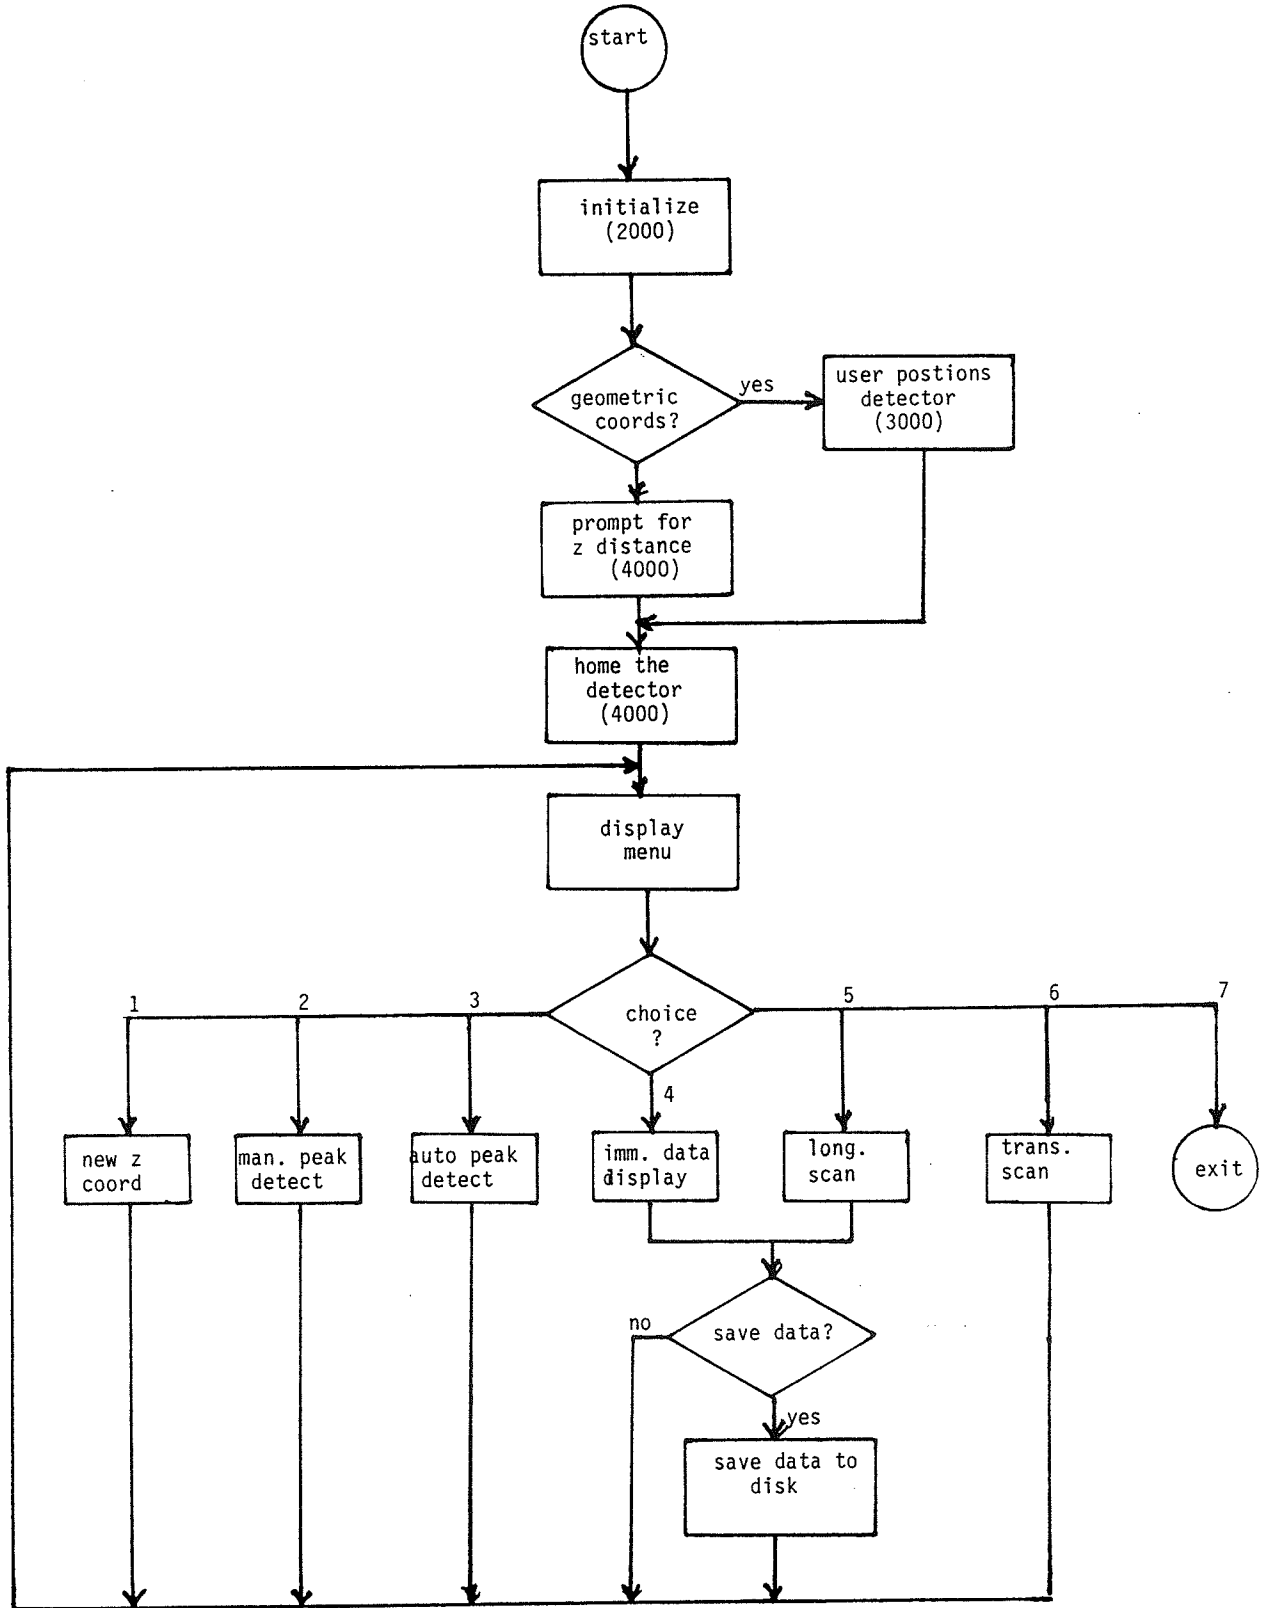 start
initialize
(2000)
geometric
coords?
yes
user postions
detector
(3000)
prompt for
z distance
(4000)
home the
detector
(4000)
display
menu
choice
?
1
2
3
4
5
6
7
new z
coord
man. peak
detect
auto peak
detect
imm. data
display
long.
scan
trans.
scan
exit
save data?
no
yes
save data to
disk